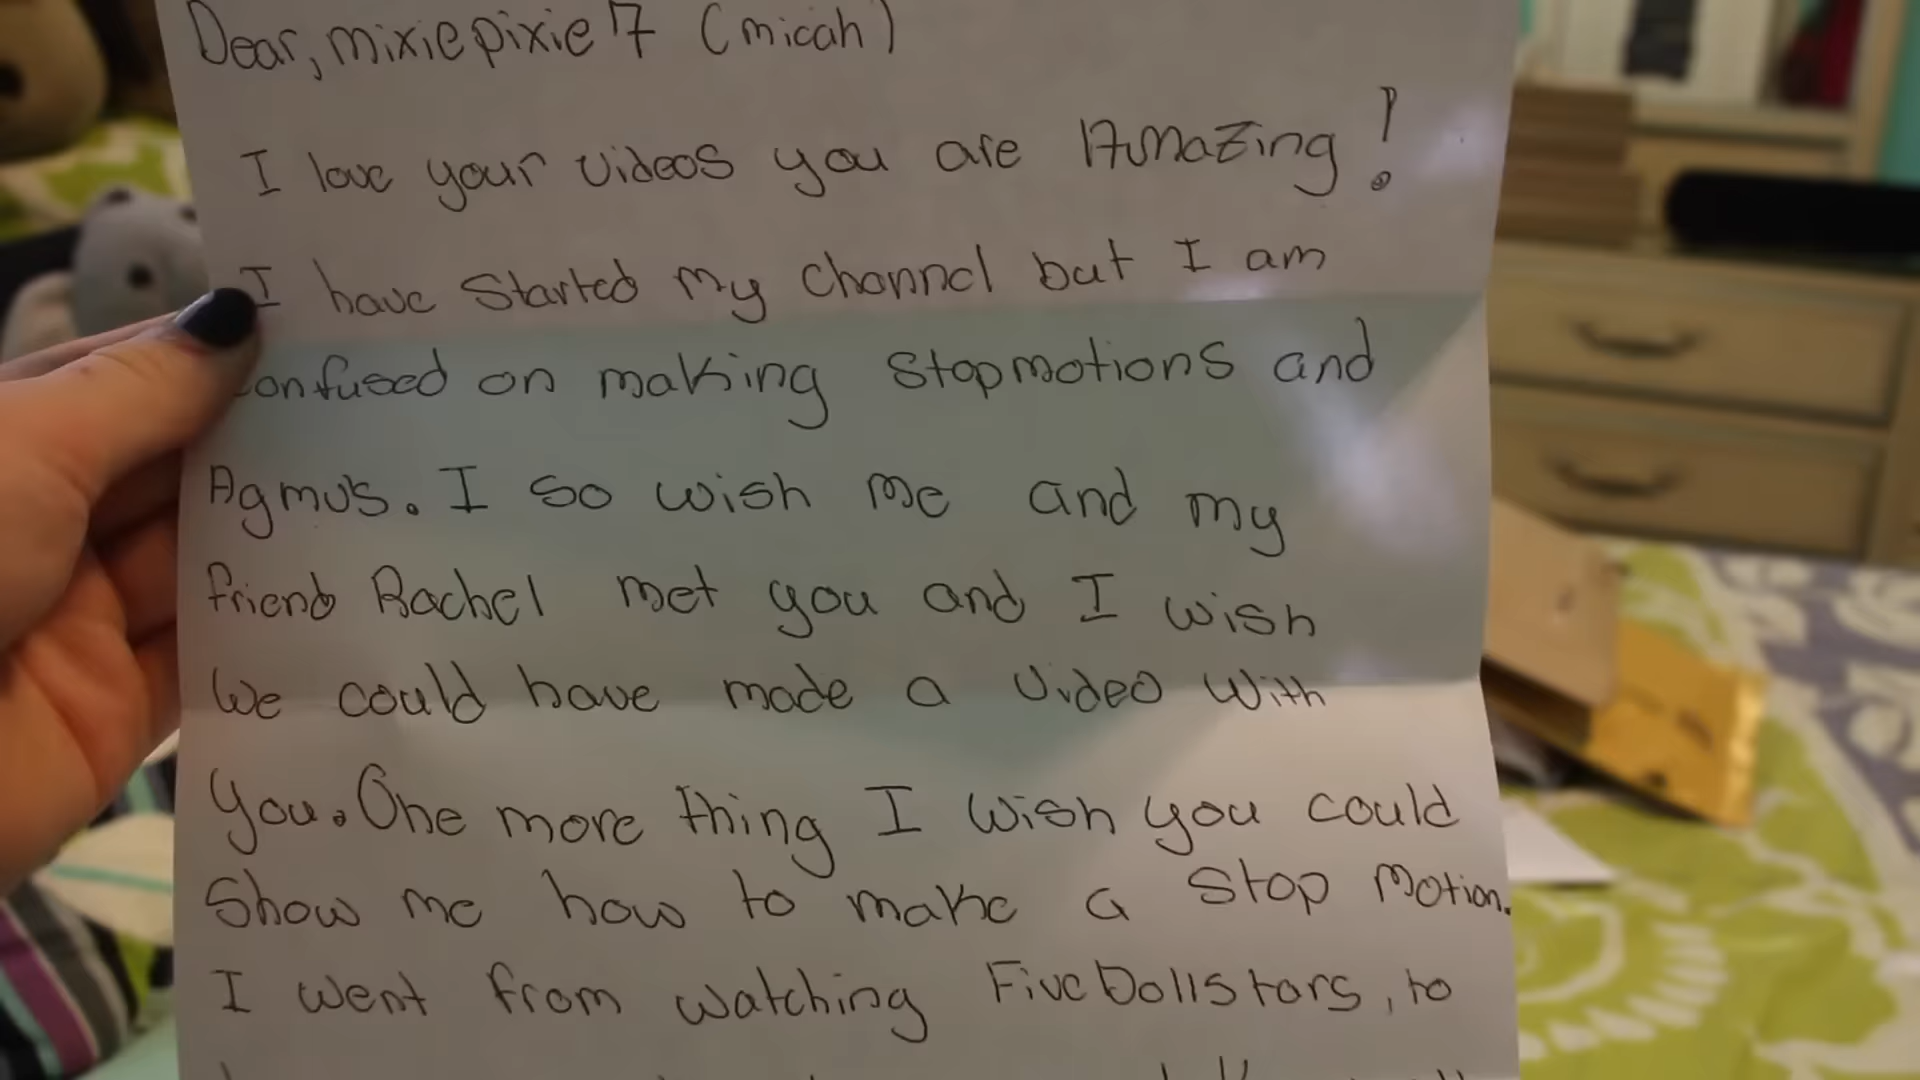 Dear, mixiepixie7 (micah)
I love your videos you are Amazing!
I have Started my Channel but I am
confused on making Stopmotions and
Agmv's. I so wish me and my
friend Rachel met you and I wish
We could have made a video with
you. One more thing I wish you could
Show me how to make a Stop Motion.
I went from watching FiveDollstars, to